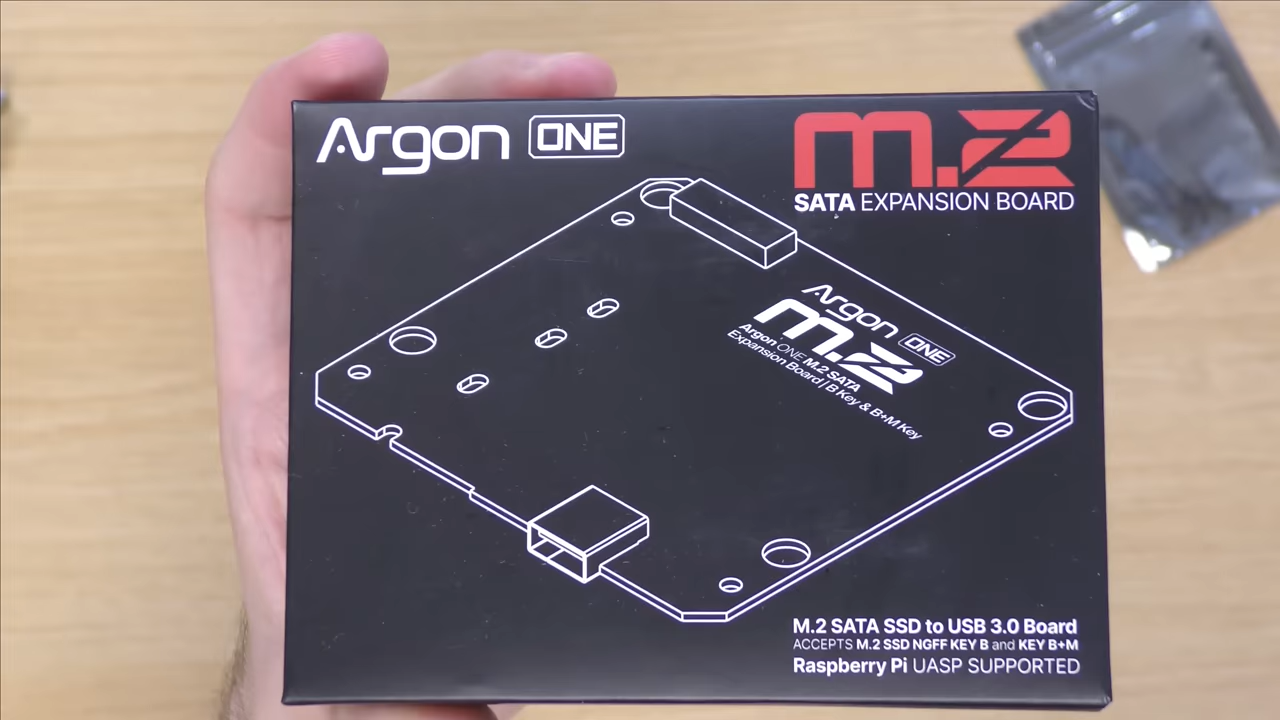 Argon ONE
M.2
SATA EXPANSION BOARD
Argon ONE
M.2
Argon ONE M.2 SATA
Expansion Board | B Key & B+M Key
M.2 SATA SSD to USB 3.0 Board
ACCEPTS M.2 SSD NGFF KEY B and KEY B+M
Raspberry Pi UASP SUPPORTED